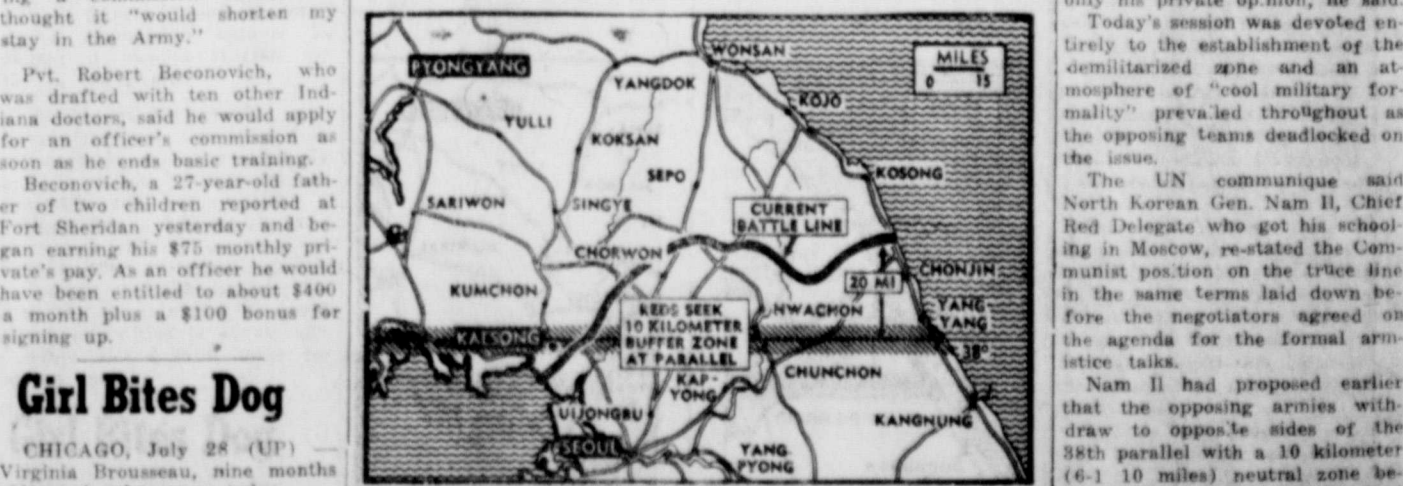 thought it "would shorten my
stay in the Army."
Pvt. Robert Beconovich, who
was drafted with ten other Ind-
iana doctors, said he would apply
for an officer's commission as
soon as he ends basic training.
Beconovich, a 27-year-old fath-
er of two children reported at
Fort Sheridan yesterday and be-
gan earning his $75 monthly pri-
vate's pay. As an officer he would
have been entitled to about $400
a month plus a $100 bonus for
signing up.
Girl Bites Dog
CHICAGO, July 28 (UP) —
Virginia Brousseau, nine months
PYONGYANG
WONSAN
MILES
0 15
YANGDOK
KOJO
YULLI
KOKSAN
SEPO
KOSONG
SARIWON
SINGYE
CURRENT
BATTLE LINE
CHORWON
CHONJIN
20 MI
KUMCHON
REDS SEEK
10 KILOMETER
BUFFER ZONE
AT PARALLEL
HWACHON
YANG
YANG
KAESONG
38°
KAP-
YONG
CHUNCHON
UIJONGBU
KANGNUNG
SEOUL
YANG-
PYONG
only his private opinion, he said.
Today's session was devoted en-
tirely to the establishment of the
demilitarized zone and an at-
mosphere of "cool military for-
mality" prevailed throughout as
the opposing teams deadlocked on
the issue.
The UN communique said
North Korean Gen. Nam Il, Chief
Red Delegate who got his school-
ing in Moscow, re-stated the Com-
munist position on the truce line
in the same terms laid down be-
fore the negotiators agreed on
the agenda for the formal arm-
istice talks.
Nam Il had proposed earlier
that the opposing armies with-
draw to opposite sides of the
38th parallel with a 10 kilometer
(6-1 10 miles) neutral zone be-